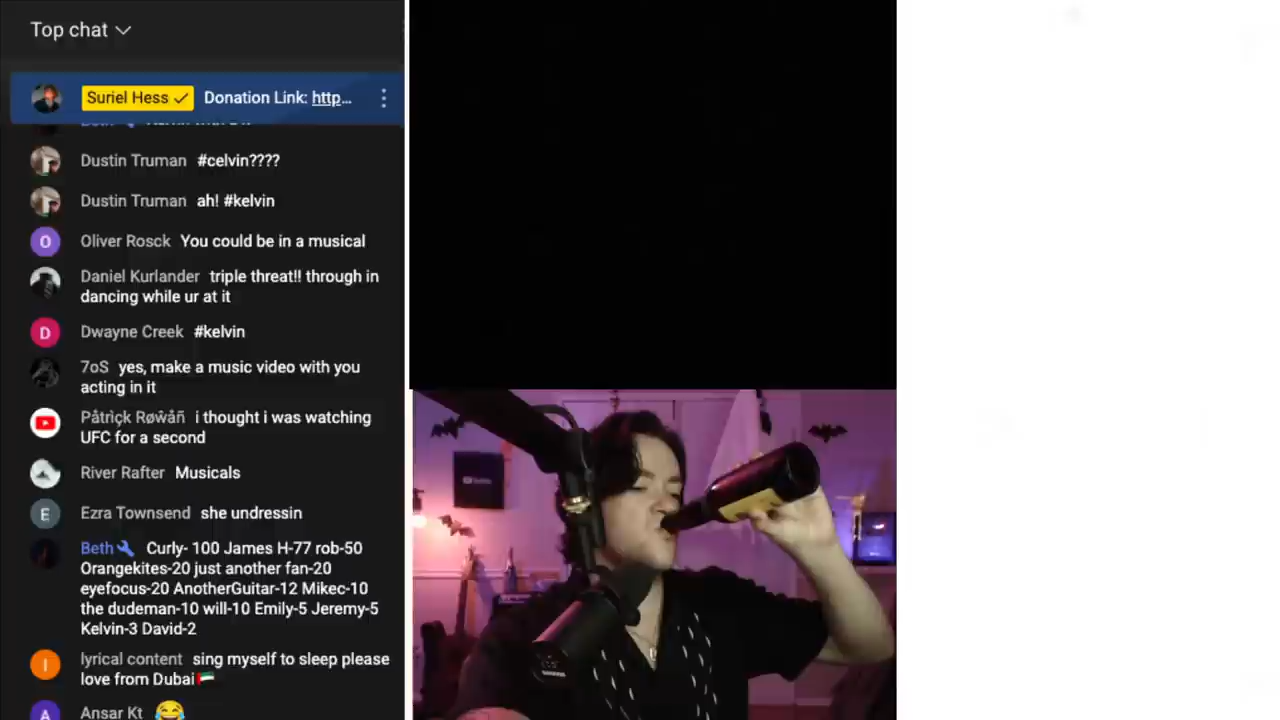 Top chat
Suriel Hess Donation Link: http...
Dustin Truman #celvin????
Dustin Truman ah! #kelvin
O Oliver Rosck You could be in a musical
Daniel Kurlander triple threat!! through in
dancing while ur at it
D Dwayne Creek #kelvin
7oS yes, make a music video with you
acting in it
Påtrìçk Røŵåñ i thought i was watching
UFC for a second
River Rafter Musicals
E Ezra Townsend she undressin
Beth Curly- 100 James H-77 rob-50
Orangekites-20 just another fan-20
eyefocus-20 AnotherGuitar-12 Mikec-10
the dudeman-10 will-10 Emily-5 Jeremy-5
Kelvin-3 David-2
I lyrical content sing myself to sleep please
love from Dubai🇦🇪
A Ansar Kt 😂